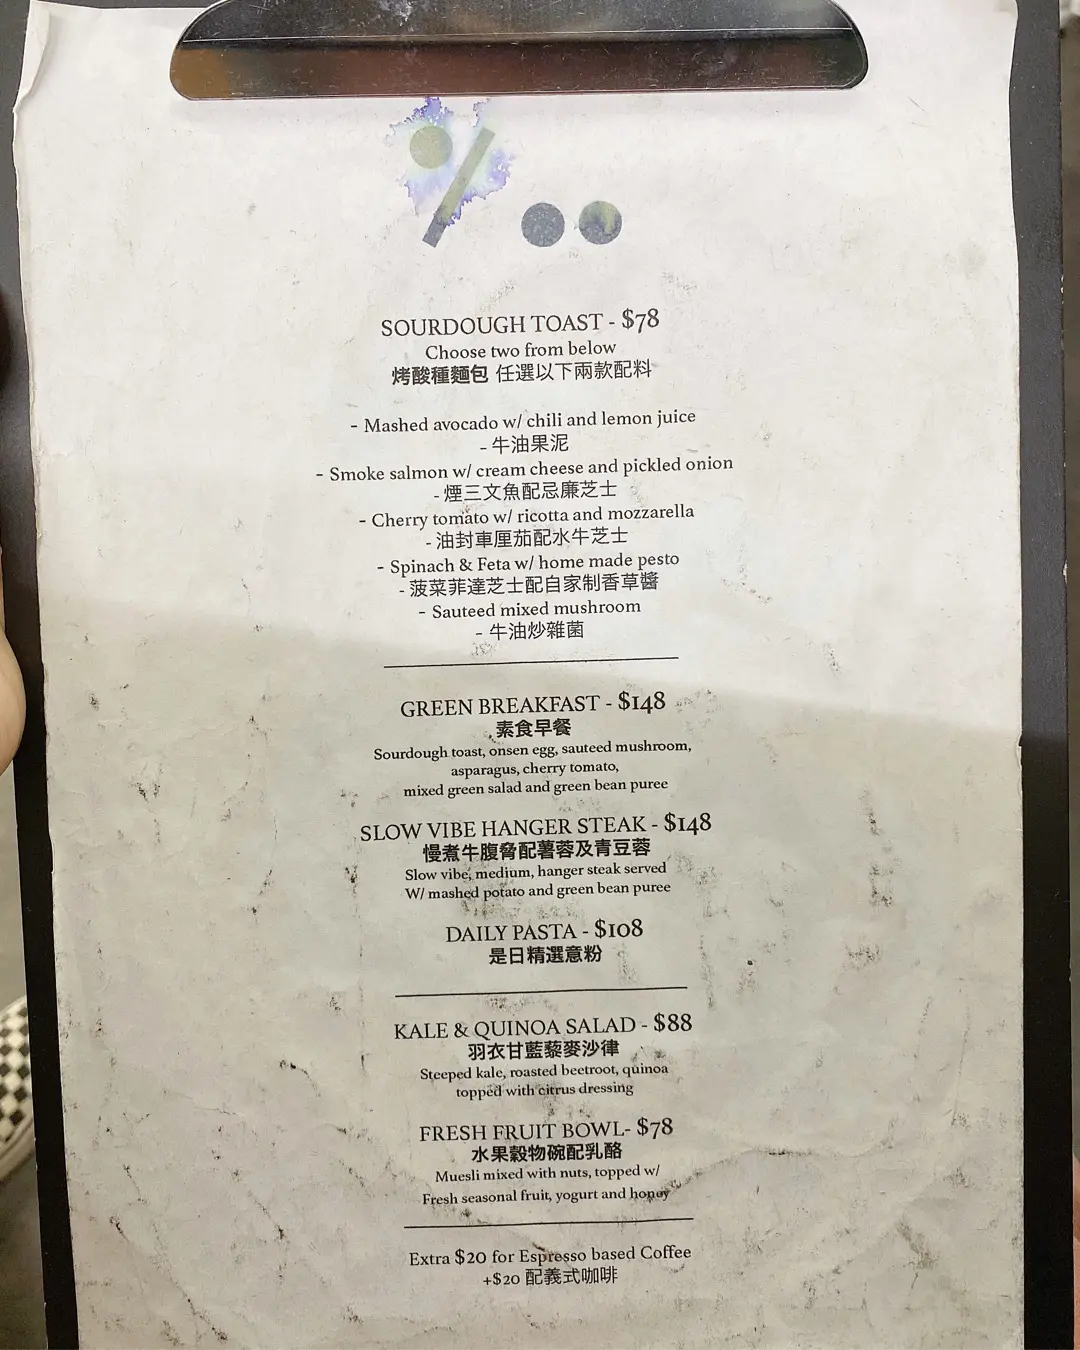 SOURDOUGH TOAST - $78
Choose two from below
烤酸種麵包 任選以下兩款配料
- Mashed avocado w/ chili and lemon juice
- 牛油果泥
- Smoke salmon w/ cream cheese and pickled onion
- 煙三文魚配忌廉芝士
- Cherry tomato w/ ricotta and mozzarella
- 油封車厘茄配水牛芝士
- Spinach & Feta w/ home made pesto
- 菠菜菲達芝士配自家制香草醬
- Sauteed mixed mushroom
- 牛油炒雜菌
GREEN BREAKFAST - $148
素食早餐
Sourdough toast, onsen egg, sauteed mushroom,
asparagus, cherry tomato,
mixed green salad and green bean puree
SLOW VIBE HANGER STEAK - $148
慢煮牛腹脅配薯蓉及青豆蓉
Slow vibe, medium, hanger steak served
W/ mashed potato and green bean puree
DAILY PASTA - $108
是日精選意粉
KALE & QUINOA SALAD - $88
羽衣甘藍藜麥沙律
Steeped kale, roasted beetroot, quinoa
topped with citrus dressing
FRESH FRUIT BOWL- $78
水果穀物碗配乳酪
Muesli mixed with nuts, topped w/
Fresh seasonal fruit, yogurt and honey
Extra $20 for Espresso based Coffee
+$20 配義式咖啡